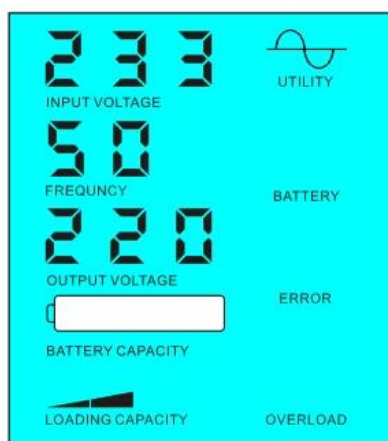 233
INPUT VOLTAGE
UTILITY
50
FREQUNCY
BATTERY
220
OUTPUT VOLTAGE
ERROR
BATTERY CAPACITY
LOADING CAPACITY
OVERLOAD